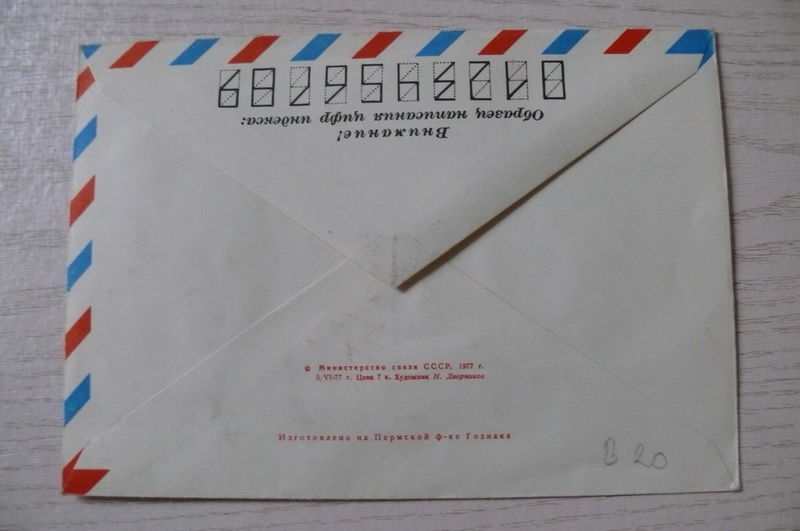 Внимание!
Образец написания цифр индекса:
0123456789
© Министерство связи СССР. 1977 г.
3/VI-77 г. Цена 7 к. Художник Н. Дворников
Изготовлено на Пермской ф-ке Гознака
В 20